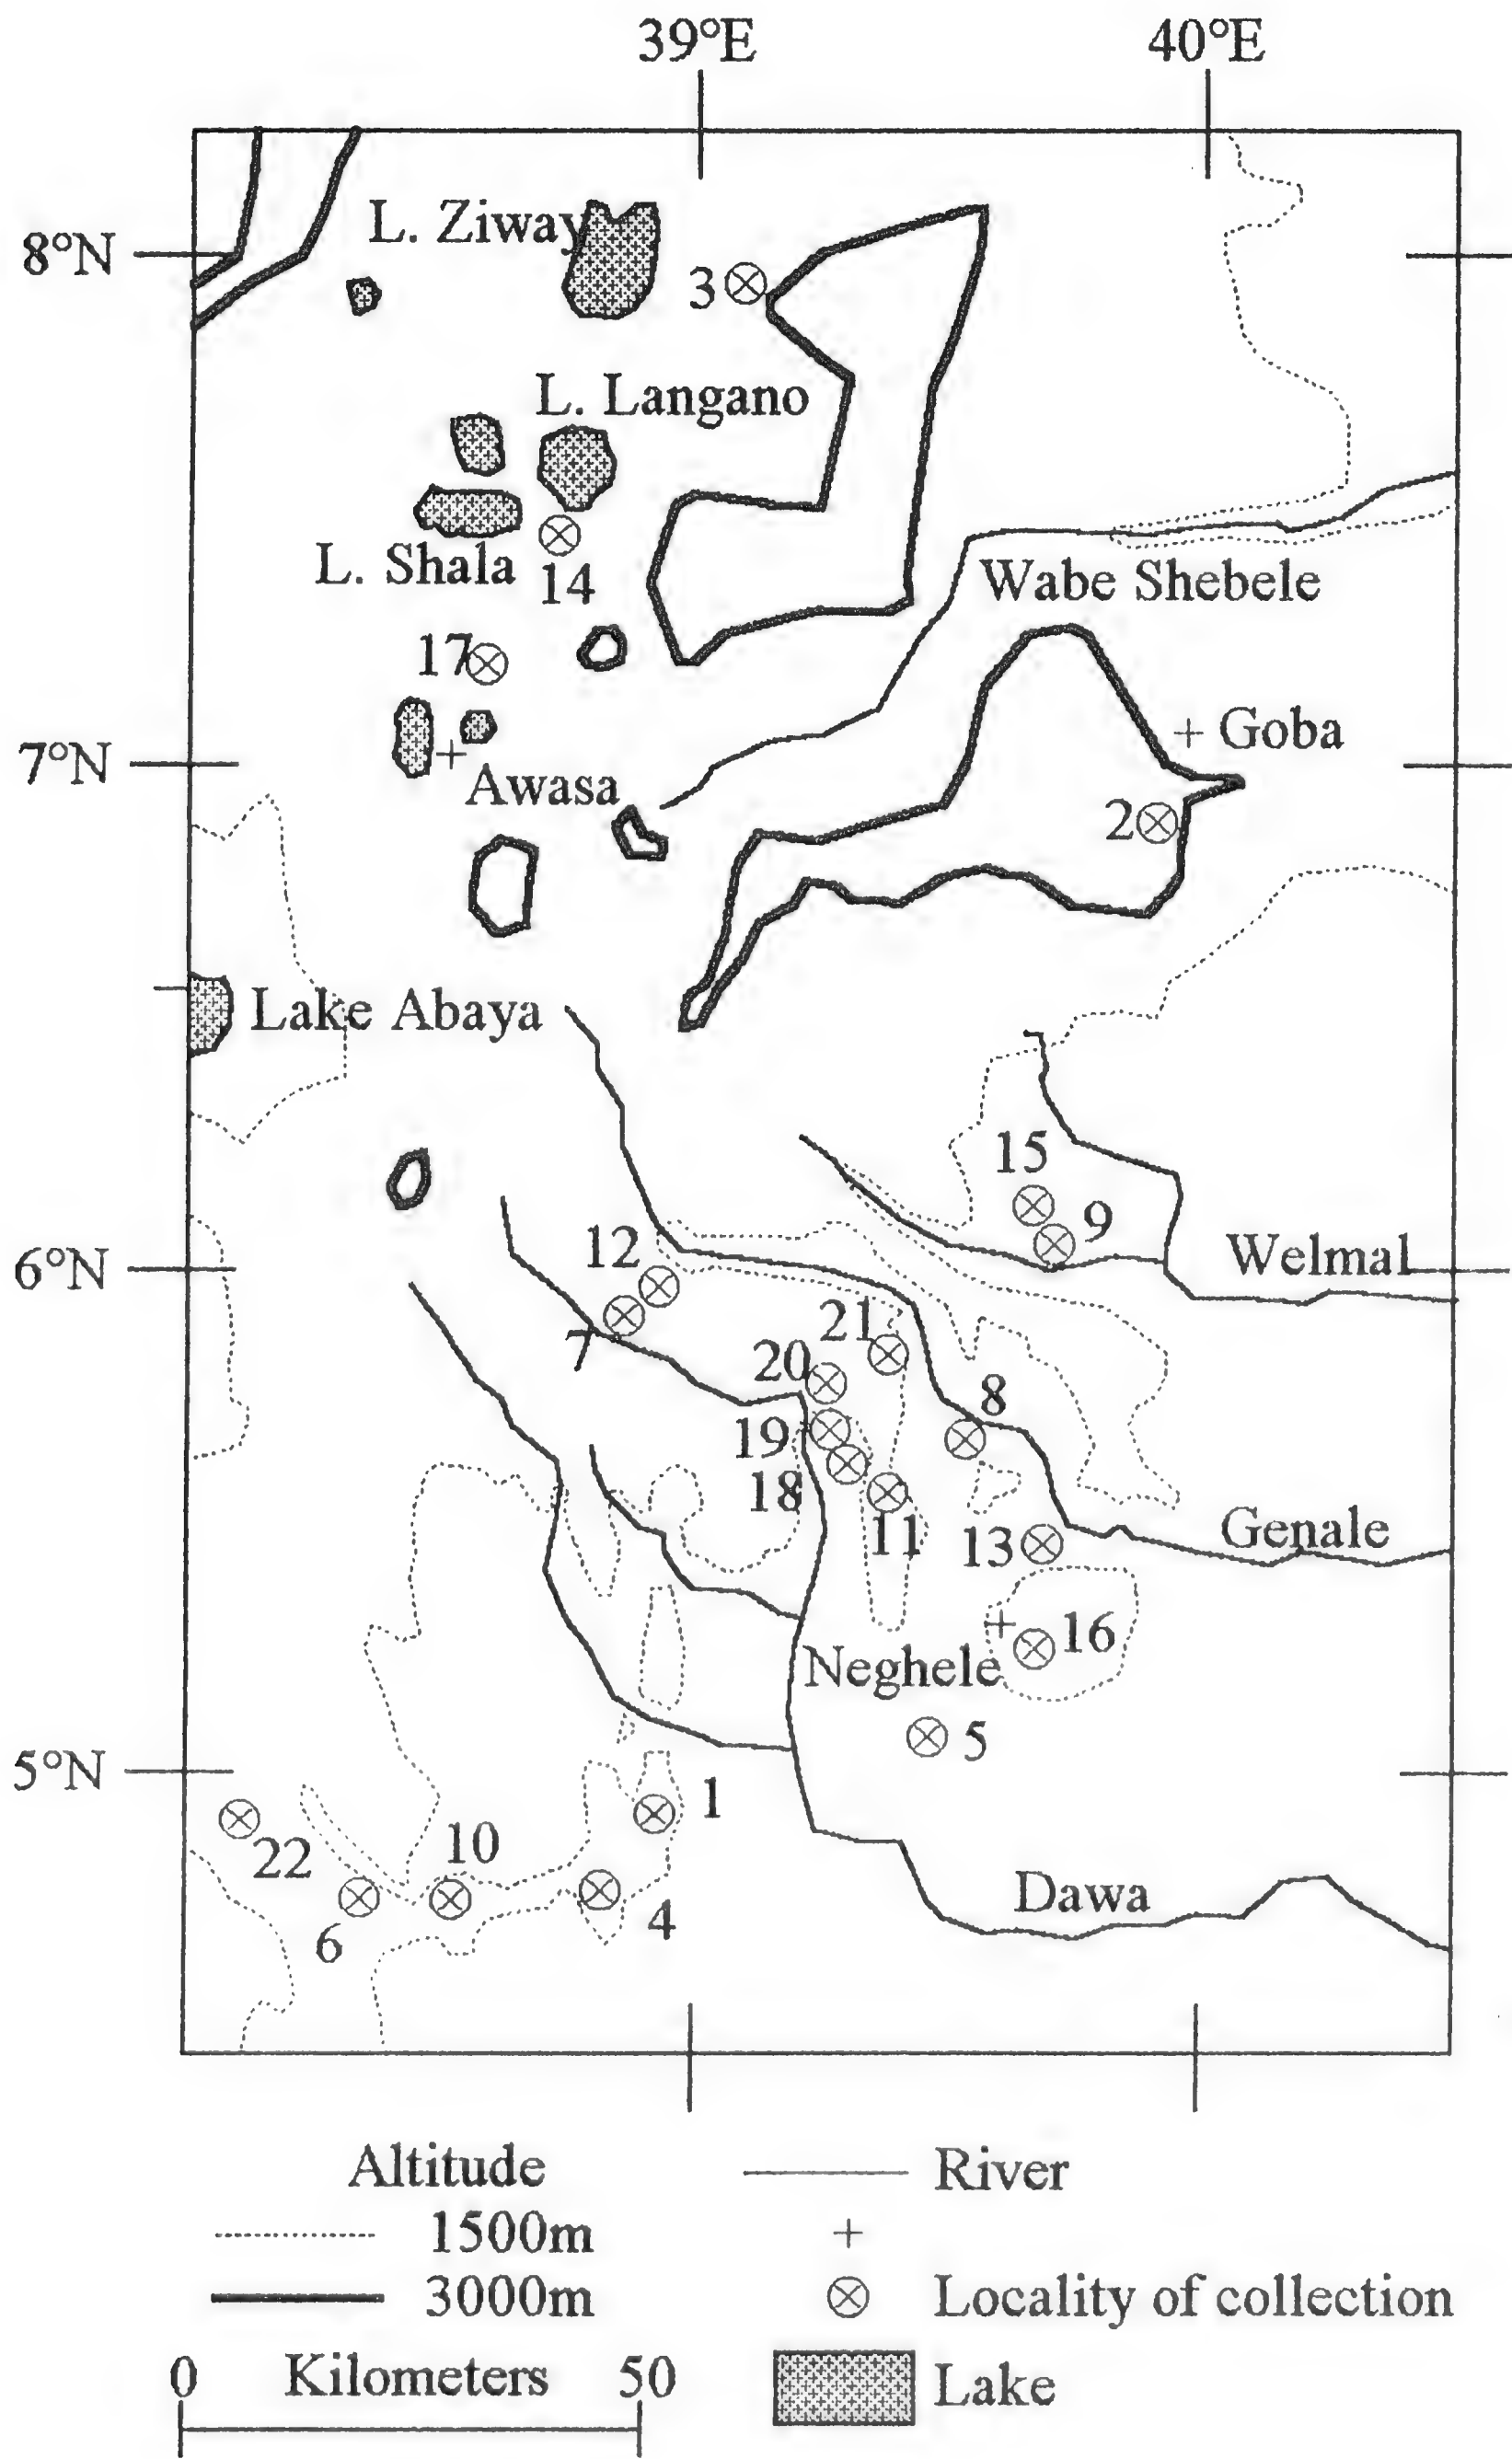 39°E 40°E
8°N
L. Ziway
3
L. Langano
L. Shala
14
Wabe Shebele
17
Goba
7°N
Awasa
2
Lake Abaya
15
9
12
6°N
Welmal
7
21
20
8
19
18
11
Genale
13
16
Neghele
5
5°N
1
22
10
Dawa
6
4
Altitude
River
1500m
3000m
Locality of collection
0 Kilometers 50
Lake